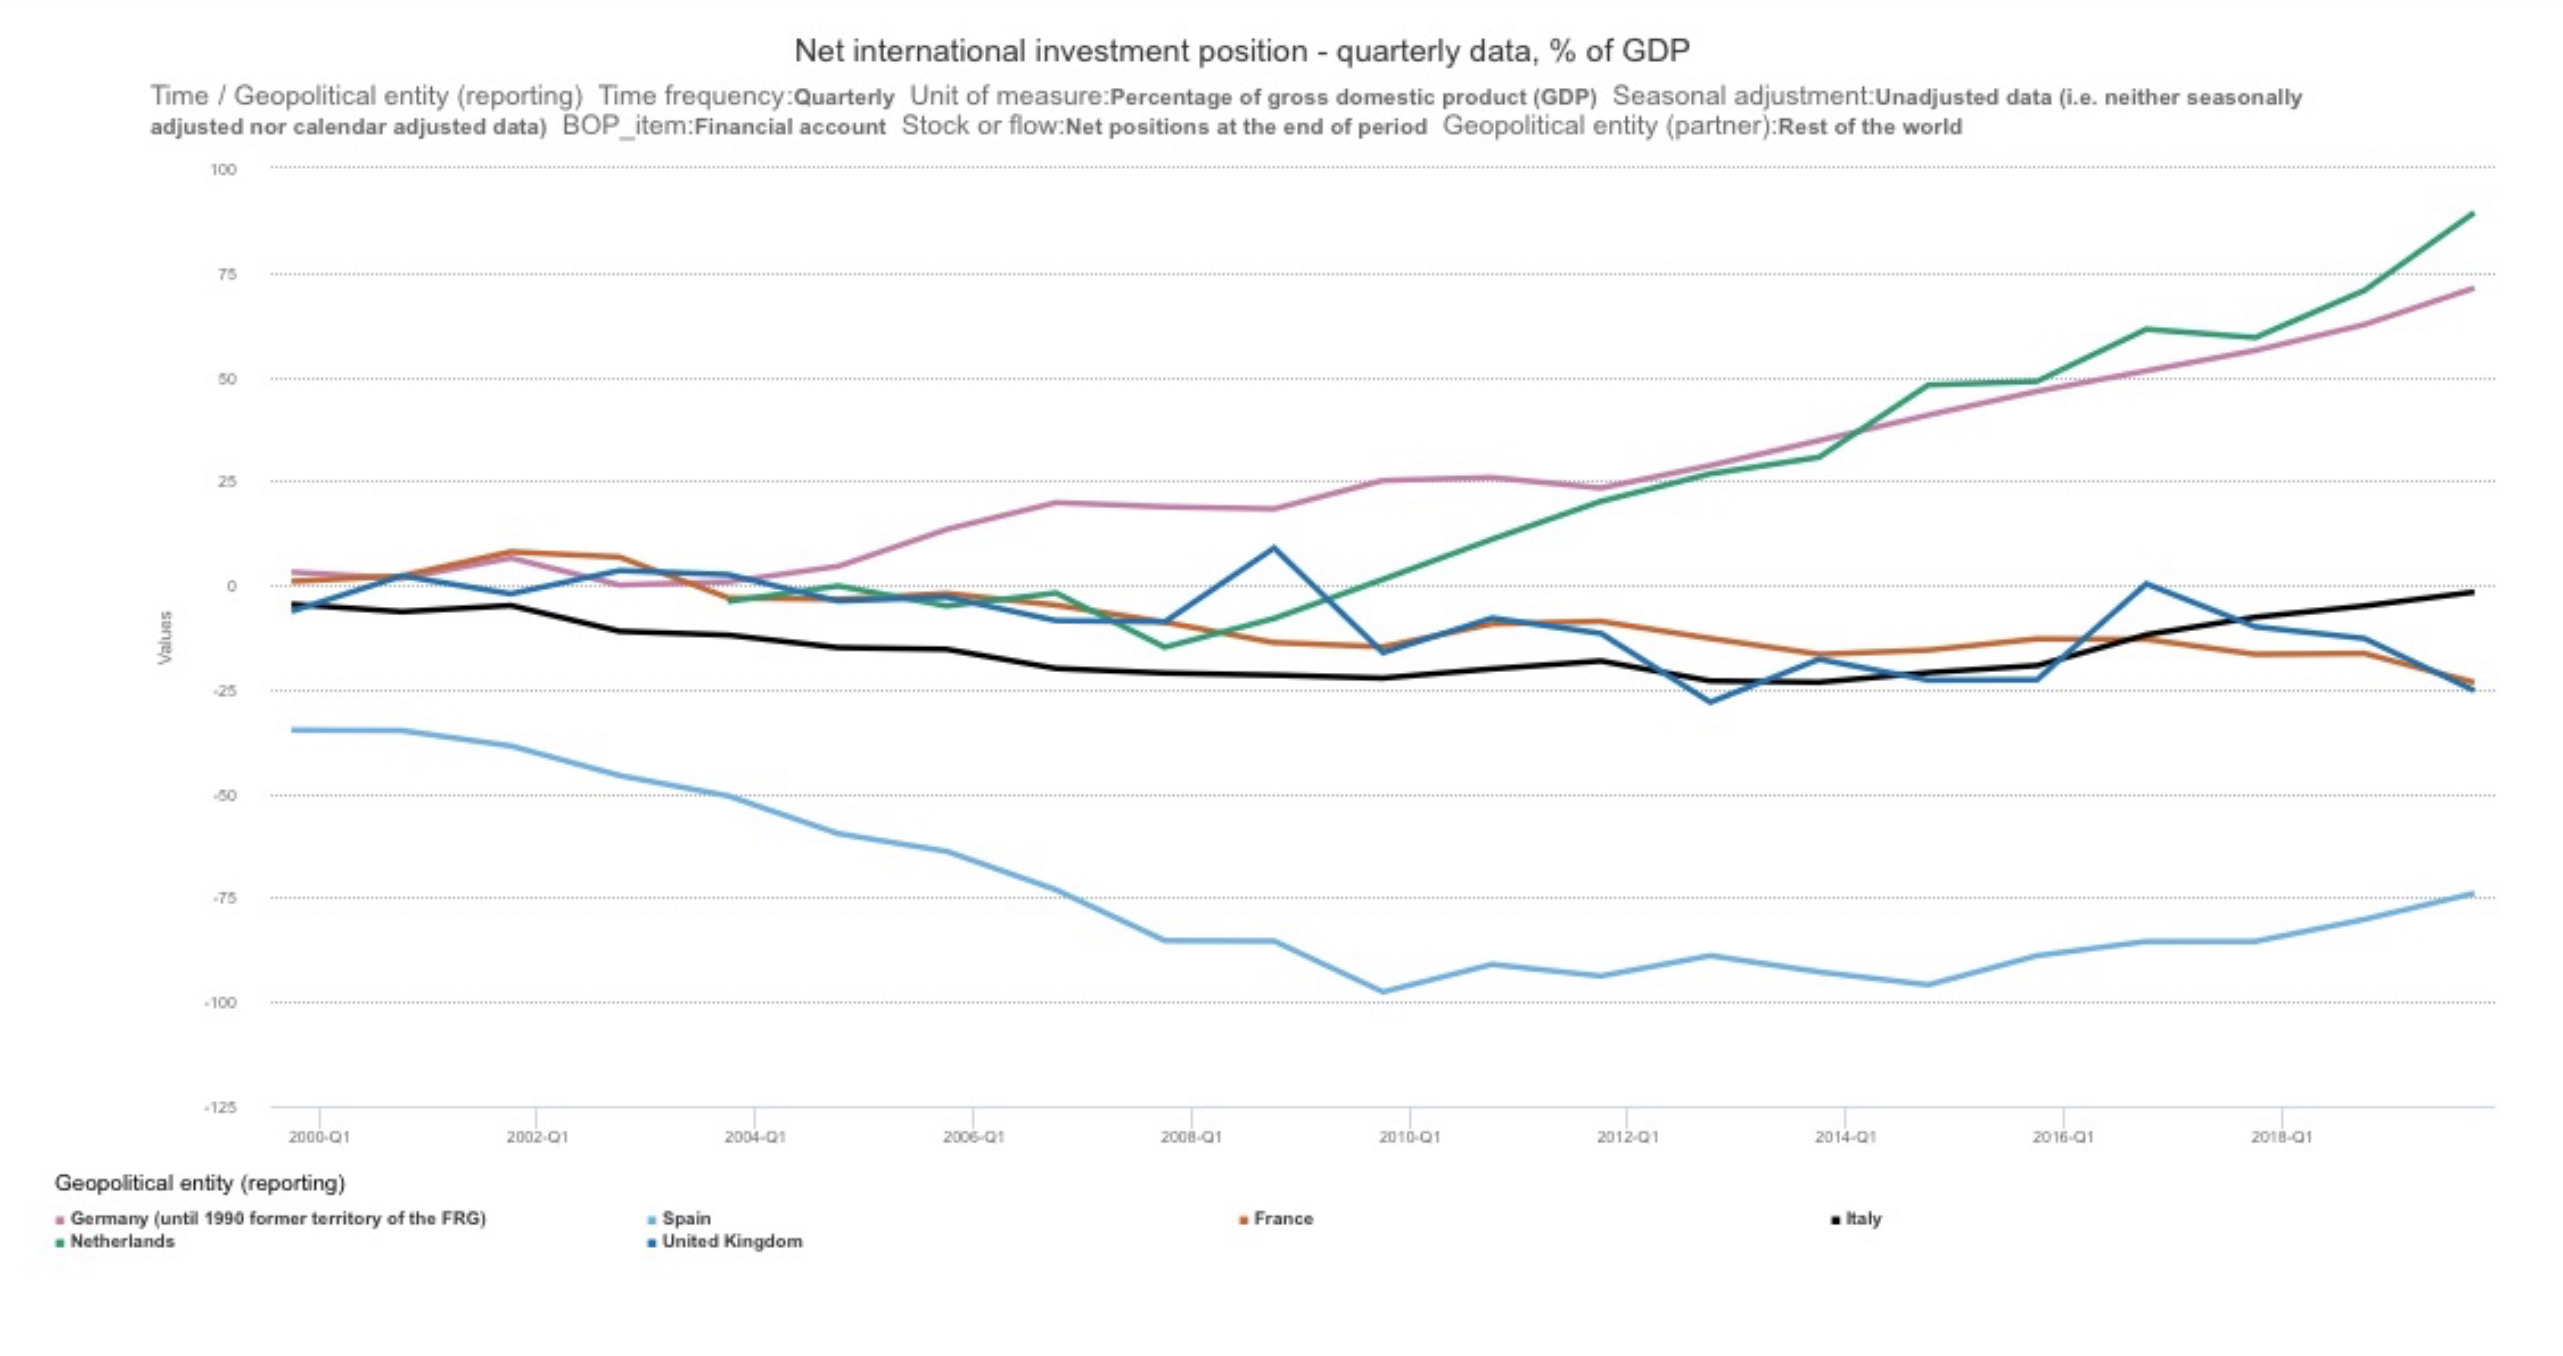 Net international investment position - quarterly data, % of GDP
Time / Geopolitical entity (reporting) Time frequency:Quarterly Unit of measure:Percentage of gross domestic product (GDP) Seasonal adjustment:Unadjusted data (i.e. neither seasonally
adjusted nor calendar adjusted data) BOP_item:Financial account Stock or flow:Net positions at the end of period Geopolitical entity (partner):Rest of the world
100
75
50
25
0
Values
-25
-50
-75
-100
-125
2000-Q1 2002-Q1 2004-Q1 2006-Q1 2008-Q1 2010-Q1 2012-Q1 2014-Q1 2016-Q1 2018-Q1
Geopolitical entity (reporting)
Germany (until 1990 former territory of the FRG) Spain France Italy
Netherlands United Kingdom